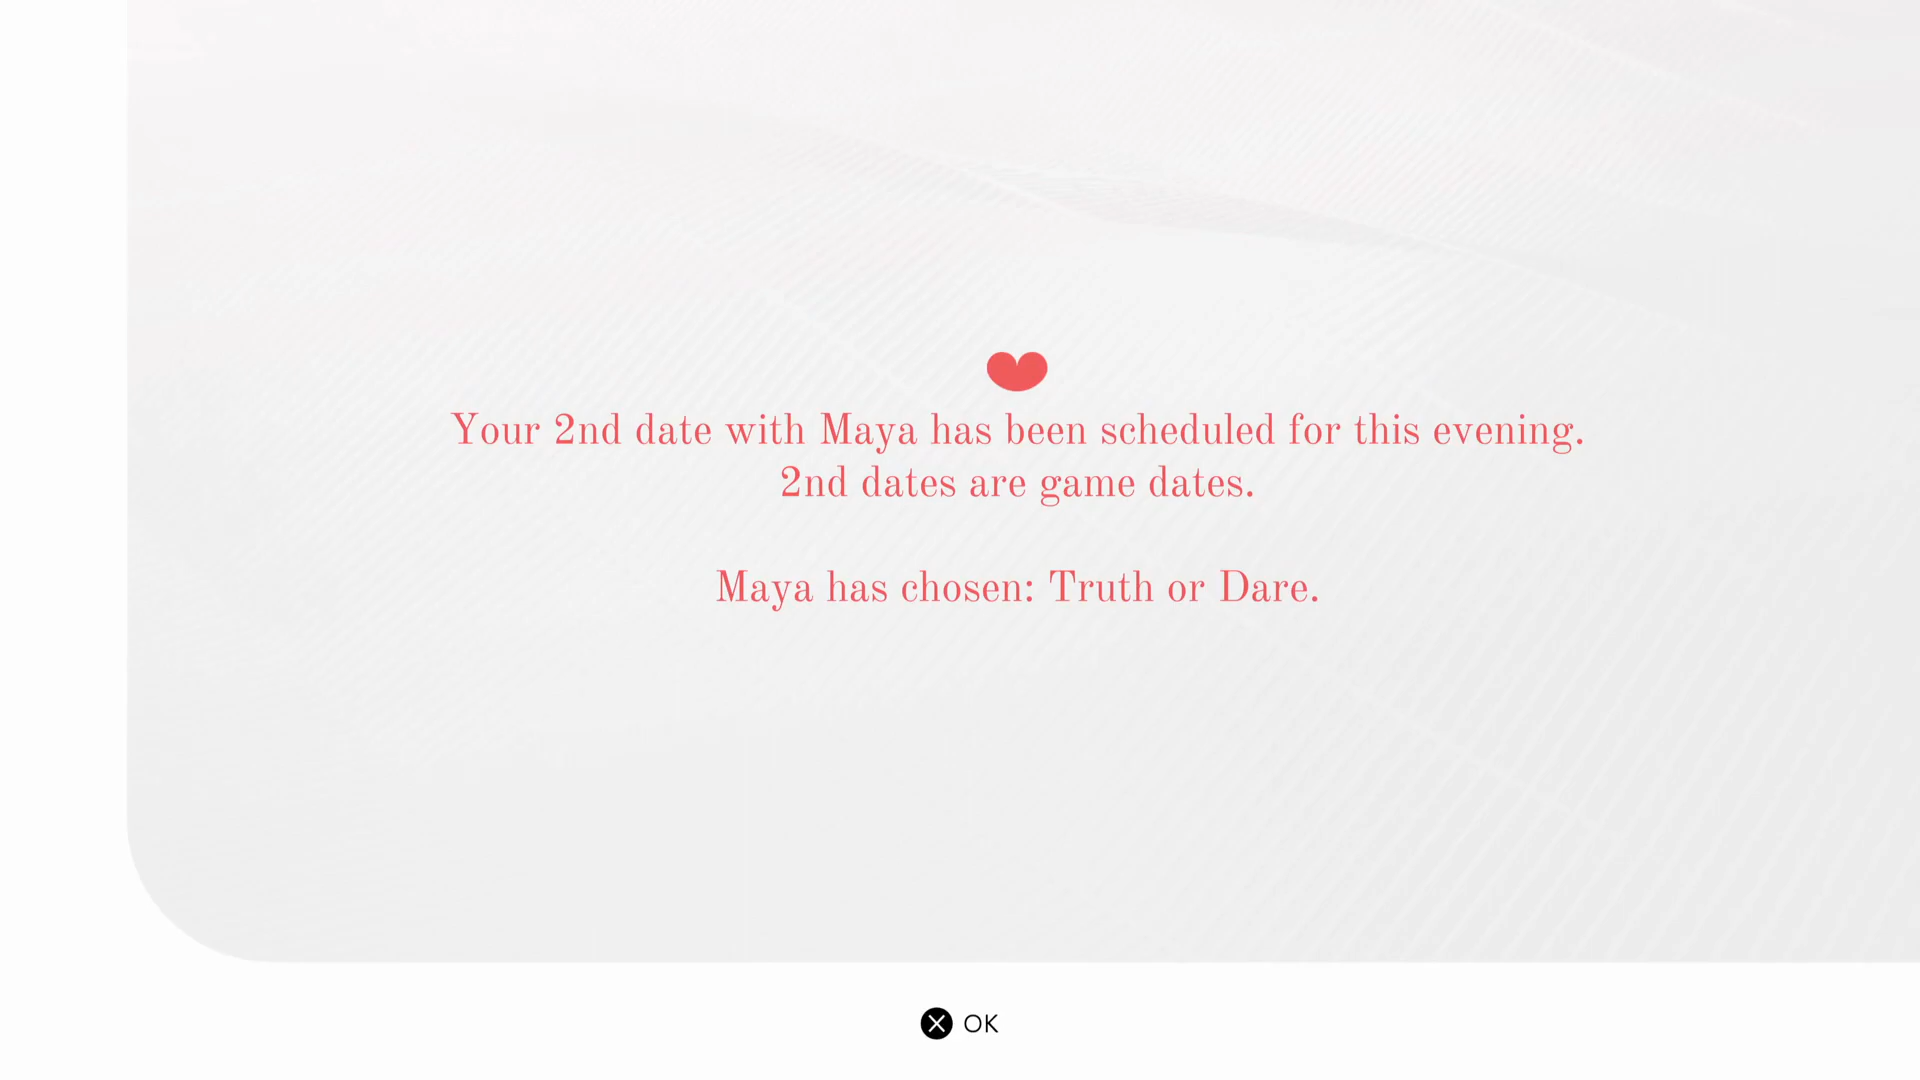 Your 2nd date with Maya has been scheduled for this evening.
2nd dates are game dates.
Maya has chosen: Truth or Dare.
OK